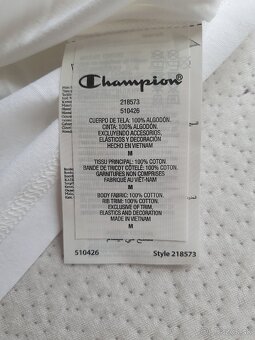 Champion
218573
510426
CUERPO DE TELA: 100% ALGODÓN.
CINTA: 100% ALGODÓN.
EXCLUYENDO ACCESORIOS,
ELÁSTICOS Y DECORACIÓN
HECHO EN VIETNAM
M
TISSU PRINCIPAL: 100% COTON.
BANDE DE TRICOT CÔTELÉ: 100% COTON.
GARNITURES NON COMPRISES
FABRIQUÉ AU VIÊT-NAM
M
BODY FABRIC: 100% COTTON.
RIB TRIM: 100% COTTON.
EXCLUSIVE OF TRIM,
ELASTICS AND DECORATION
MADE IN VIETNAM
M
510426 Style 218573